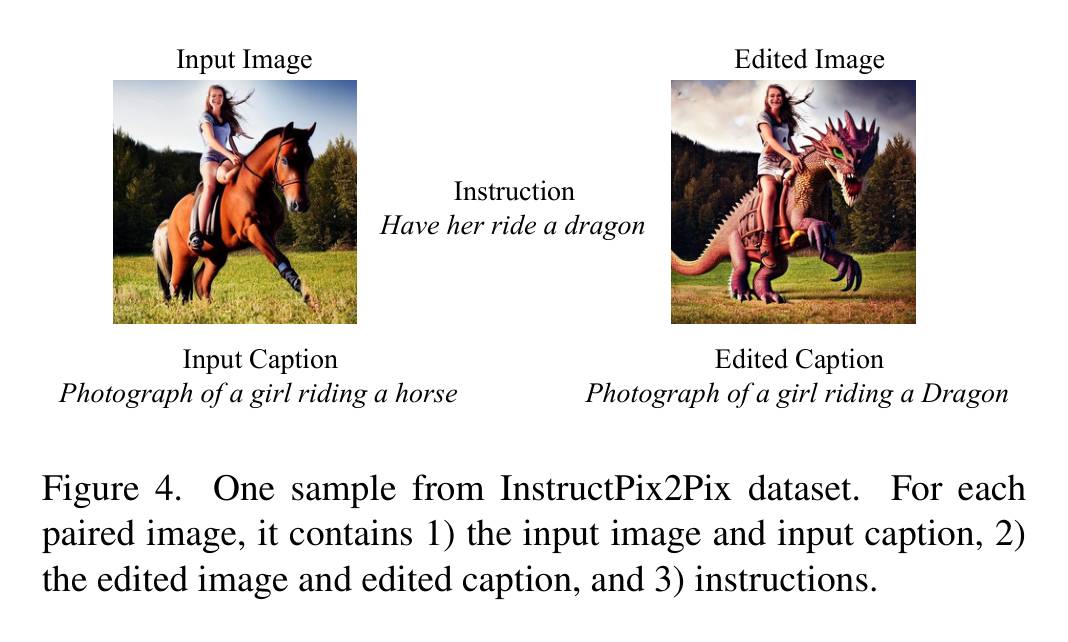 Input Image
Edited Image
Instruction
Have her ride a dragon
Input Caption
Photograph of a girl riding a horse
Edited Caption
Photograph of a girl riding a Dragon
Figure 4. One sample from InstructPix2Pix dataset. For each
paired image, it contains 1) the input image and input caption, 2)
the edited image and edited caption, and 3) instructions.